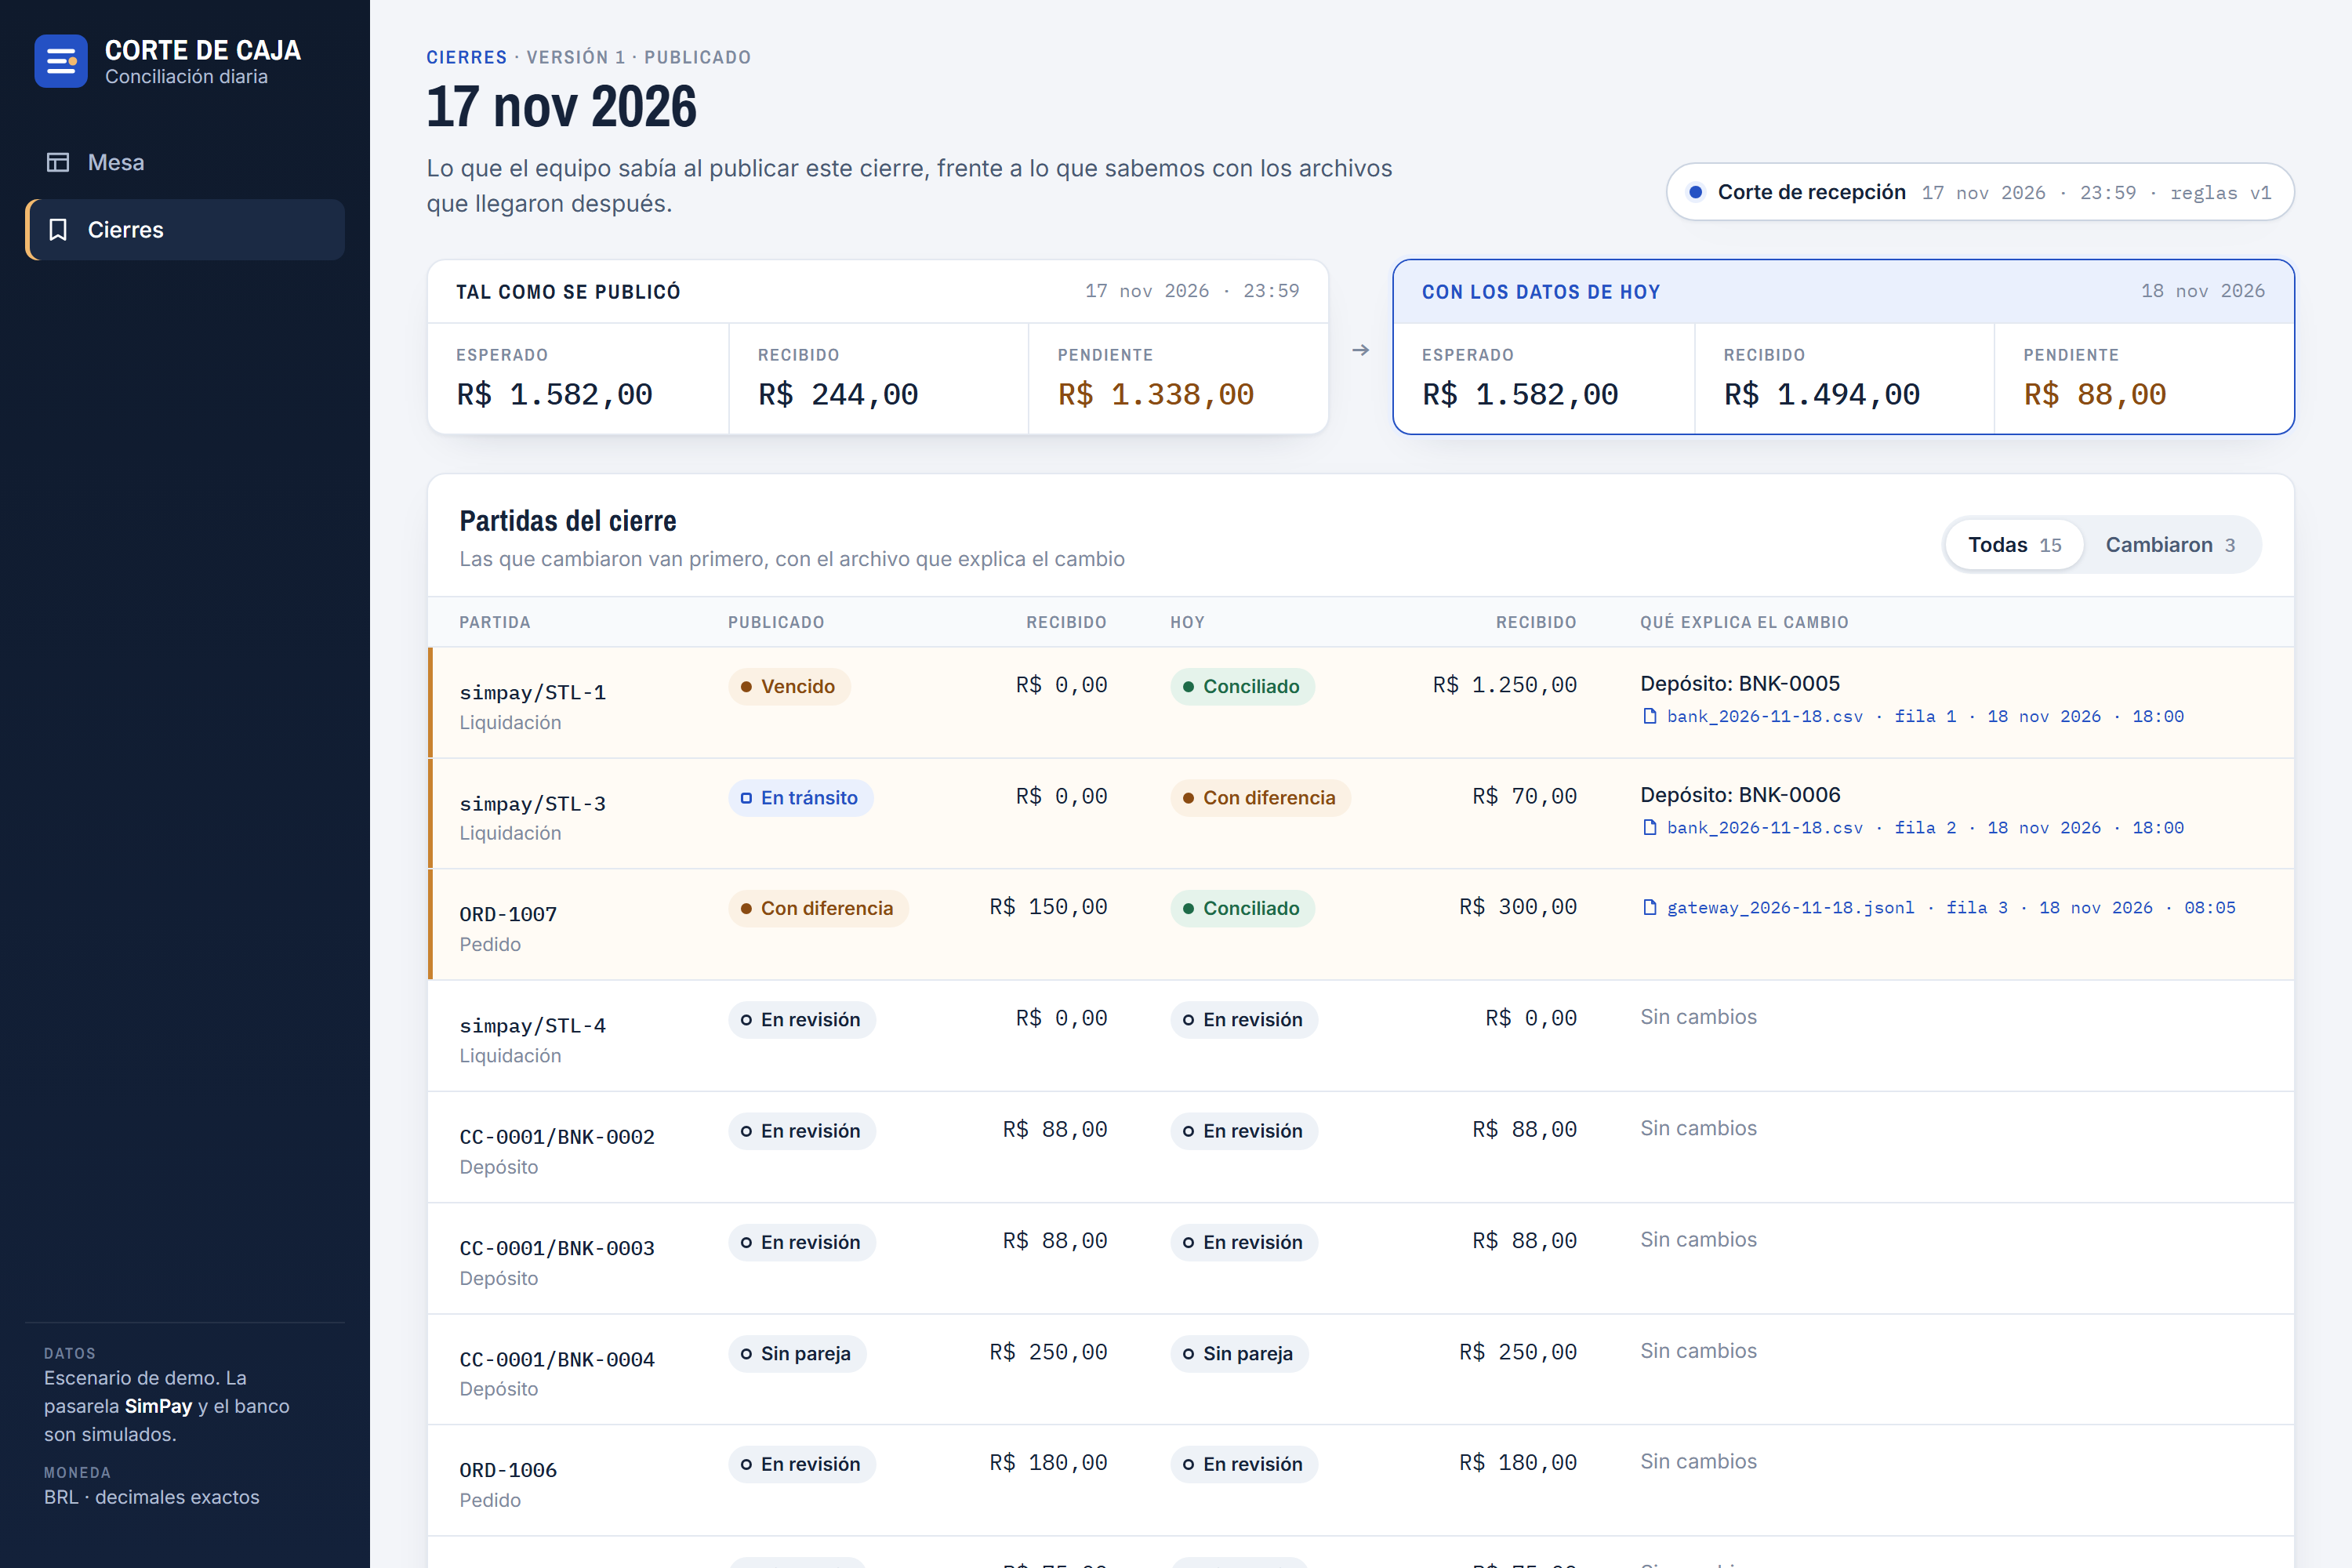 CORTE DE CAJA
Conciliación diaria
Mesa
Cierres
DATOS
Escenario de demo. La
pasarela SimPay y el banco
son simulados.
MONEDA
BRL · decimales exactos
CIERRES · VERSIÓN 1 · PUBLICADO
17 nov 2026
Lo que el equipo sabía al publicar este cierre, frente a lo que sabemos con los archivos
que llegaron después.
Corte de recepción 17 nov 2026 · 23:59 · reglas v1
TAL COMO SE PUBLICÓ 17 nov 2026 · 23:59
ESPERADO RECIBIDO PENDIENTE
R$ 1.582,00 R$ 244,00 R$ 1.338,00
→
CON LOS DATOS DE HOY 18 nov 2026
ESPERADO RECIBIDO PENDIENTE
R$ 1.582,00 R$ 1.494,00 R$ 88,00
Partidas del cierre
Las que cambiaron van primero, con el archivo que explica el cambio
Todas 15 Cambiaron 3
PARTIDA PUBLICADO RECIBIDO HOY RECIBIDO QUÉ EXPLICA EL CAMBIO
simpay/STL-1 Vencido R$ 0,00 Conciliado R$ 1.250,00 Depósito: BNK-0005
Liquidación bank_2026-11-18.csv · fila 1 · 18 nov 2026 · 18:00
simpay/STL-3 En tránsito R$ 0,00 Con diferencia R$ 70,00 Depósito: BNK-0006
Liquidación bank_2026-11-18.csv · fila 2 · 18 nov 2026 · 18:00
ORD-1007 Con diferencia R$ 150,00 Conciliado R$ 300,00 gateway_2026-11-18.jsonl · fila 3 · 18 nov 2026 · 08:05
Pedido
simpay/STL-4 En revisión R$ 0,00 En revisión R$ 0,00 Sin cambios
Liquidación
CC-0001/BNK-0002 En revisión R$ 88,00 En revisión R$ 88,00 Sin cambios
Depósito
CC-0001/BNK-0003 En revisión R$ 88,00 En revisión R$ 88,00 Sin cambios
Depósito
CC-0001/BNK-0004 Sin pareja R$ 250,00 Sin pareja R$ 250,00 Sin cambios
Depósito
ORD-1006 En revisión R$ 180,00 En revisión R$ 180,00 Sin cambios
Pedido